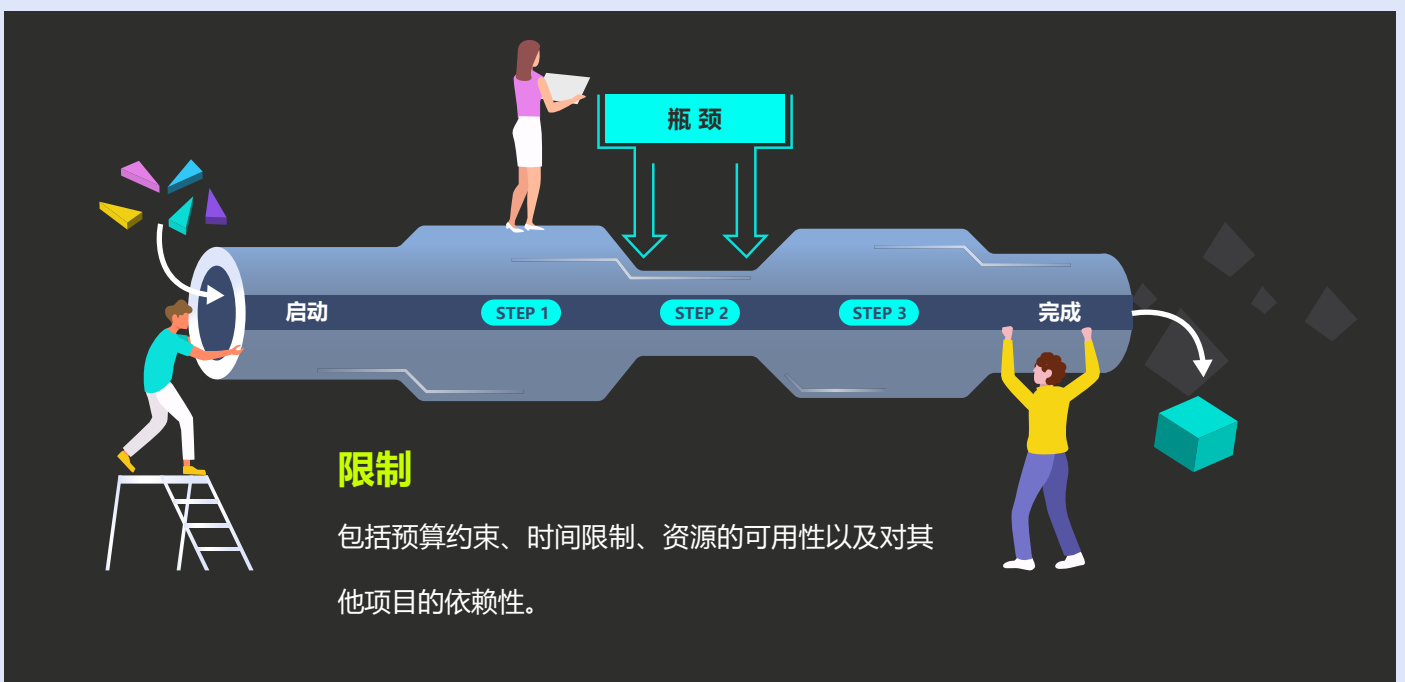 瓶颈
启动
STEP 1
STEP 2
STEP 3
完成
限制
包括预算约束、时间限制、资源的可用性以及对其
他项目的依赖性。